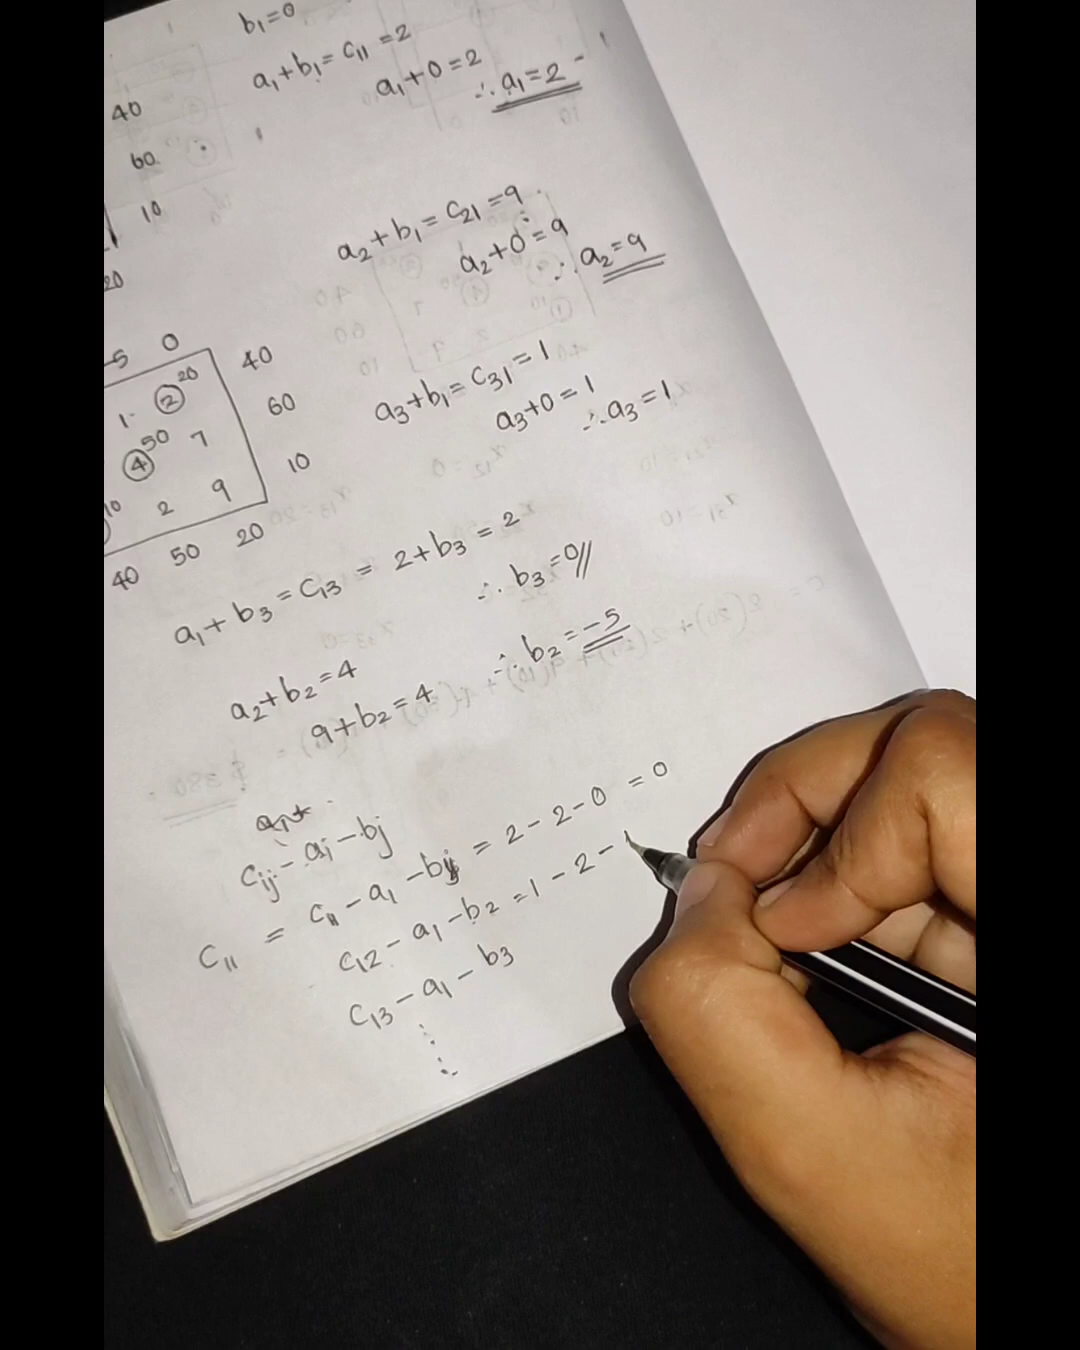 b₁=0
a₁+b₁= c₁₁ =2
a₁+0=2
∴ a₁=2
40
60
10
20
a₂+b₁= c₂₁ =9
a₂+0=9
∴ a₂=9
-5 0
1 2 20 40
4 50 7 60
10 2 9 10
40 50 20
a₃+b₁= c₃₁ = 1
a₃+0= 1
∴ a₃=1
a₁+b₃ = c₁₃ = 2+b₃ = 2
∴ b₃=0//
a₂+b₂=4
9+b₂=4
∴ b₂=-5
cij - ai - bj
c₁₁ = c₁₁ - a₁ - bj = 2-2-0 = 0
c₁₂ - a₁ - b₂ = 1 - 2 -
c₁₃ - a₁ - b₃